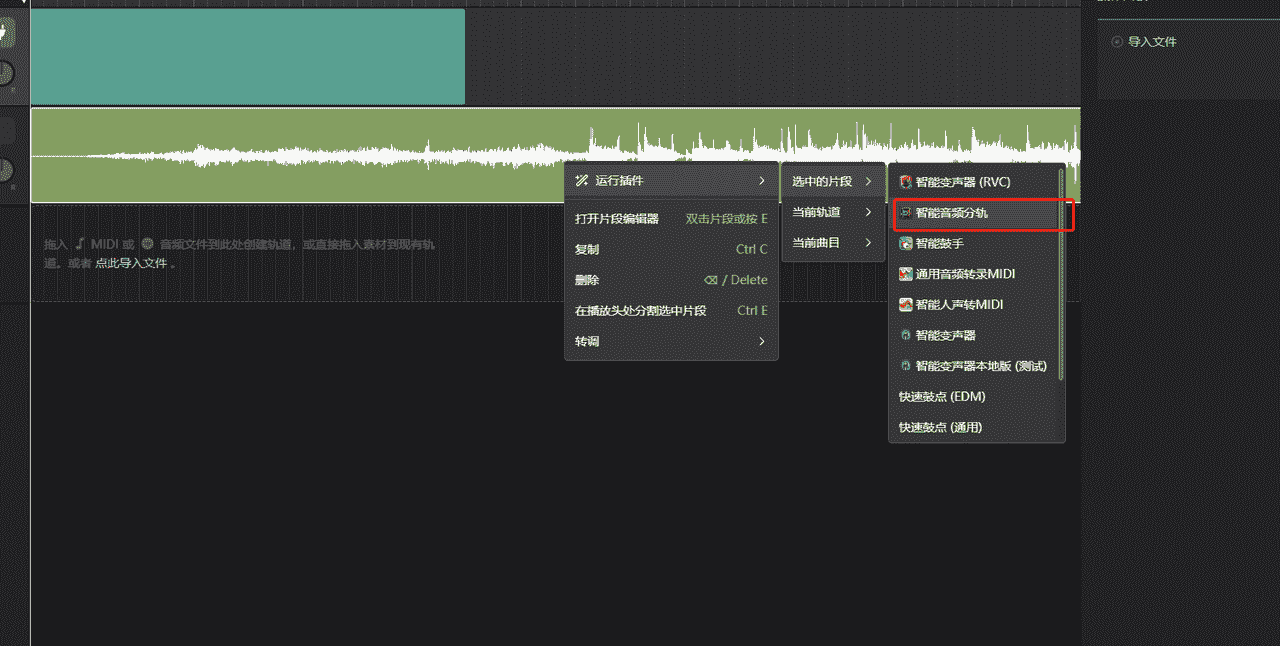 导入文件
运行插件
打开片段编辑器 双击片段或按 E
复制 Ctrl C
删除 ⌫ / Delete
在播放头处分割选中片段 Ctrl E
转调
选中的片段
当前轨道
当前曲目
智能变声器 (RVC)
智能音频分轨
智能鼓手
通用音频转录MIDI
智能人声转MIDI
智能变声器
智能变声器本地版 (测试)
快速鼓点 (EDM)
快速鼓点 (通用)
拖入 MIDI 或 音频文件到此处创建轨道，或直接拖入素材到现有轨
道。或者 点此导入文件 。
R
R